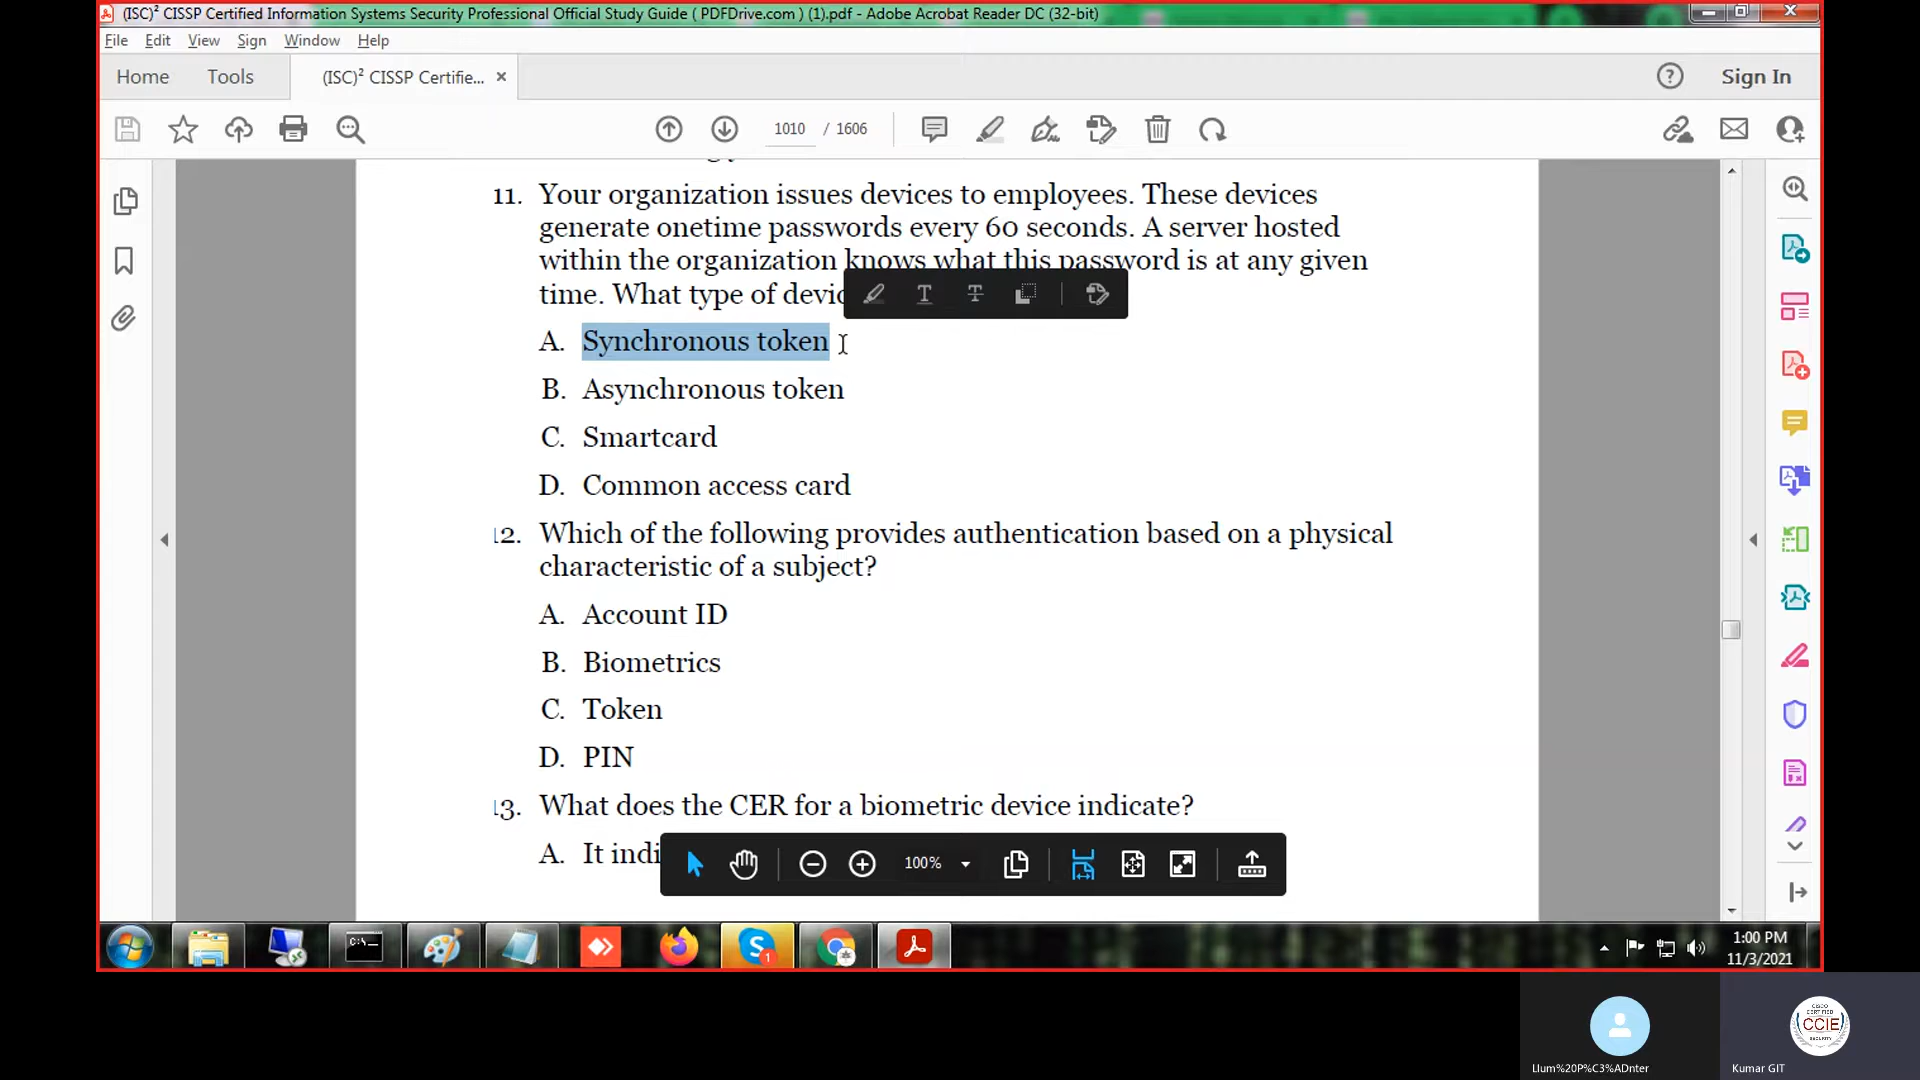 (ISC)² CISSP Certified Information Systems Security Professional Official Study Guide ( PDFDrive.com ) (1).pdf - Adobe Acrobat Reader DC (32-bit)
File Edit View Sign Window Help
Home Tools (ISC)² CISSP Certifie... × Sign In
1010 / 1606
11. Your organization issues devices to employees. These devices
generate onetime passwords every 60 seconds. A server hosted
within the organization knows what this password is at any given
time. What type of devic
A. Synchronous token
B. Asynchronous token
C. Smartcard
D. Common access card
12. Which of the following provides authentication based on a physical
characteristic of a subject?
A. Account ID
B. Biometrics
C. Token
D. PIN
13. What does the CER for a biometric device indicate?
A. It indi
100%
C:\
S 1
1:00 PM
11/3/2021
CISCO
CERTIFIED
CCIE
SECURITY
Llum%20P%C3%ADnter
Kumar GIT